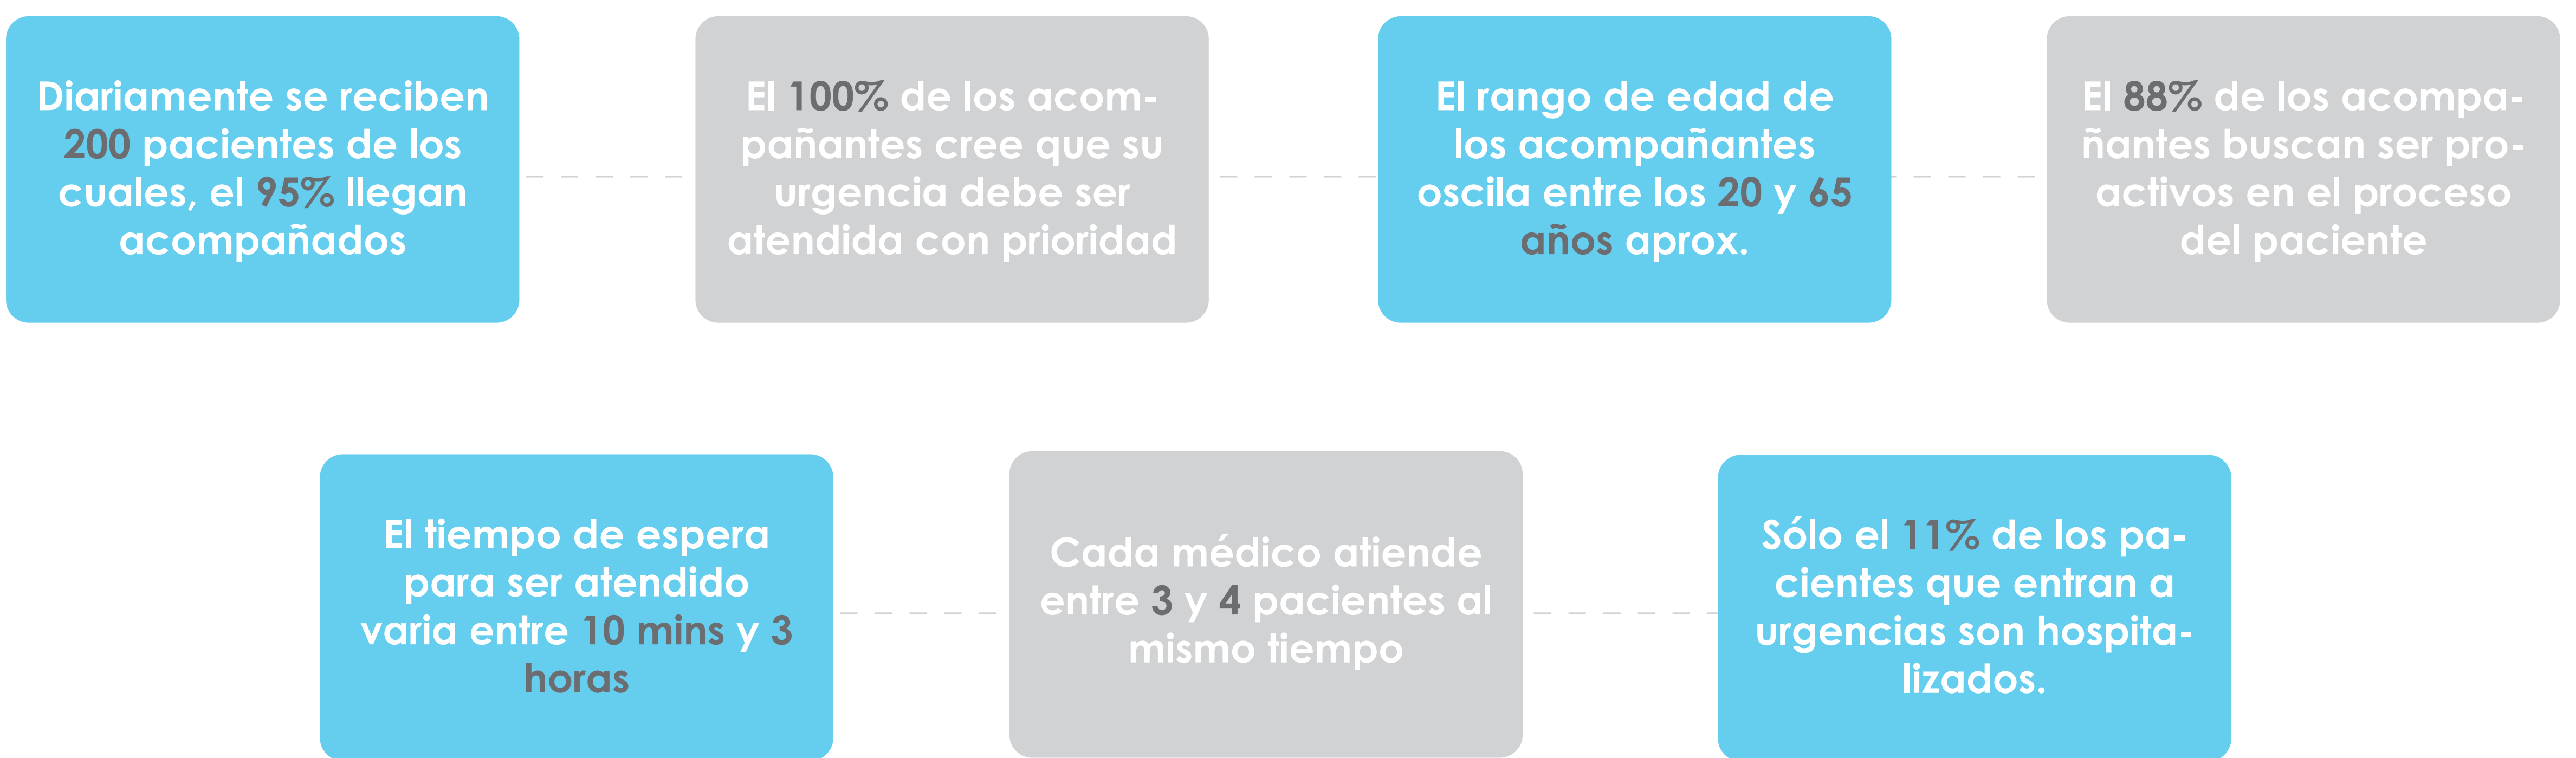 Diariamente se reciben
200 pacientes de los
cuales, el 95% llegan
acompañados
El 100% de los acom-
pañantes cree que su
urgencia debe ser
atendida con prioridad
El rango de edad de
los acompañantes
oscila entre los 20 y 65
años aprox.
El 88% de los acompa-
ñantes buscan ser pro-
activos en el proceso
del paciente
El tiempo de espera
para ser atendido
varia entre 10 mins y 3
horas
Cada médico atiende
entre 3 y 4 pacientes al
mismo tiempo
Sólo el 11% de los pa-
cientes que entran a
urgencias son hospita-
lizados.